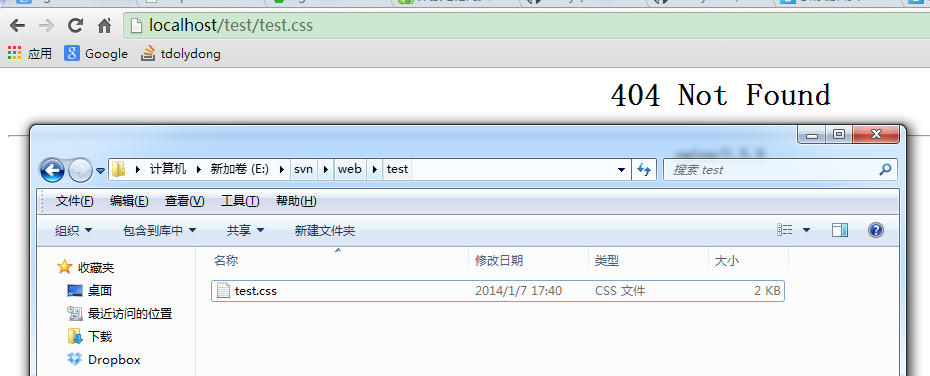 localhost/test/test.css
应用 Google tdolydong
404 Not Found
计算机 新加卷 (E:) svn web test
搜索 test
文件(F) 编辑(E) 查看(V) 工具(T) 帮助(H)
组织 包含到库中 共享 新建文件夹
收藏夹
桌面
最近访问的位置
下载
Dropbox
名称 修改日期 类型 大小
test.css 2014/1/7 17:40 CSS 文件 2 KB